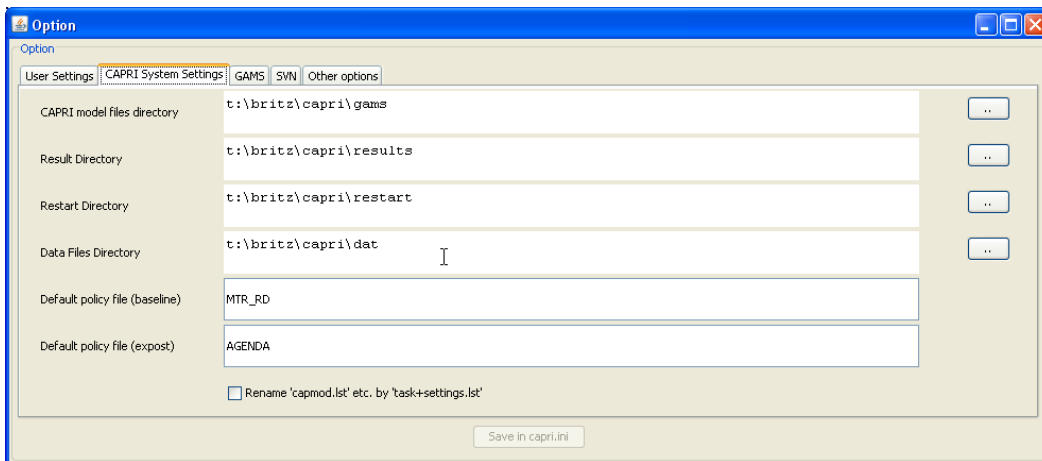 Option
Option
User Settings CAPRI System Settings GAMS SVN Other options
CAPRI model files directory t:\britz\capri\gams ..
Result Directory t:\britz\capri\results ..
Restart Directory t:\britz\capri\restart ..
Data Files Directory t:\britz\capri\dat ..
Default policy file (baseline) MTR_RD
Default policy file (expost) AGENDA
Rename 'capmod.lst' etc. by 'task+settings.lst'
Save in capri.ini